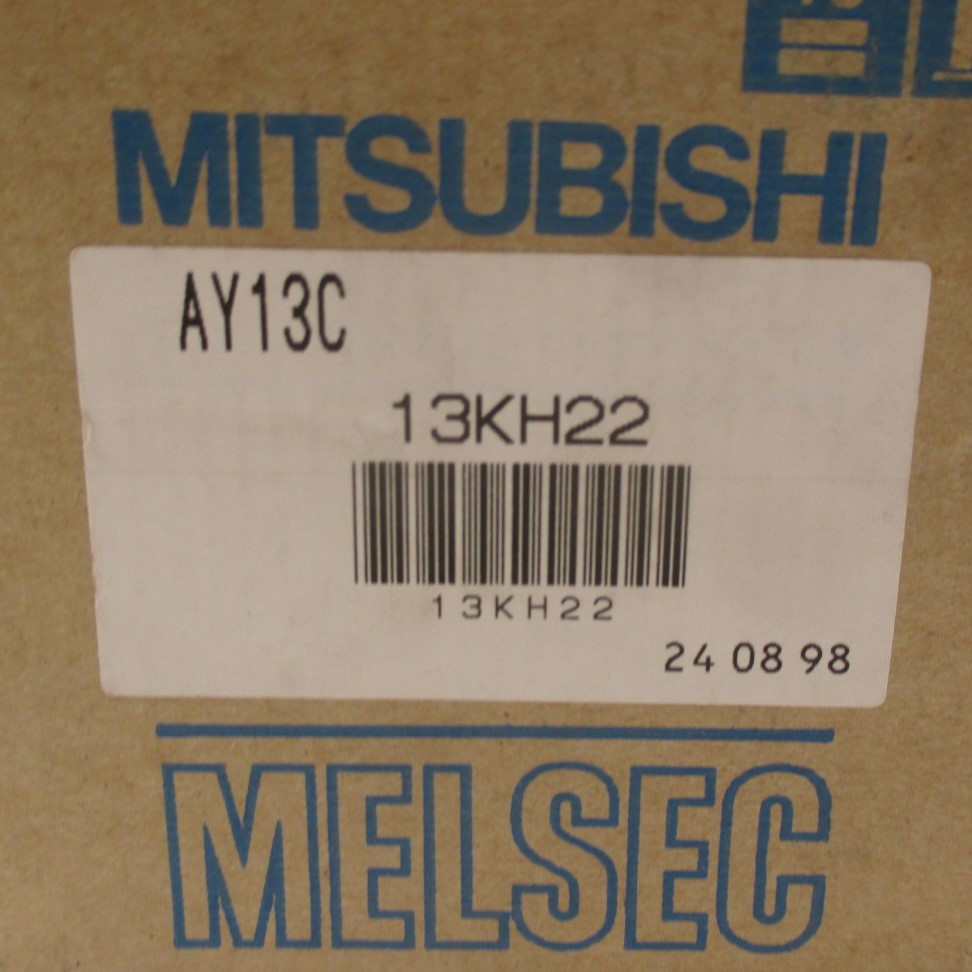 MITSUBISHI
AY13C
13KH22
13KH22
24 08 98
MELSEC